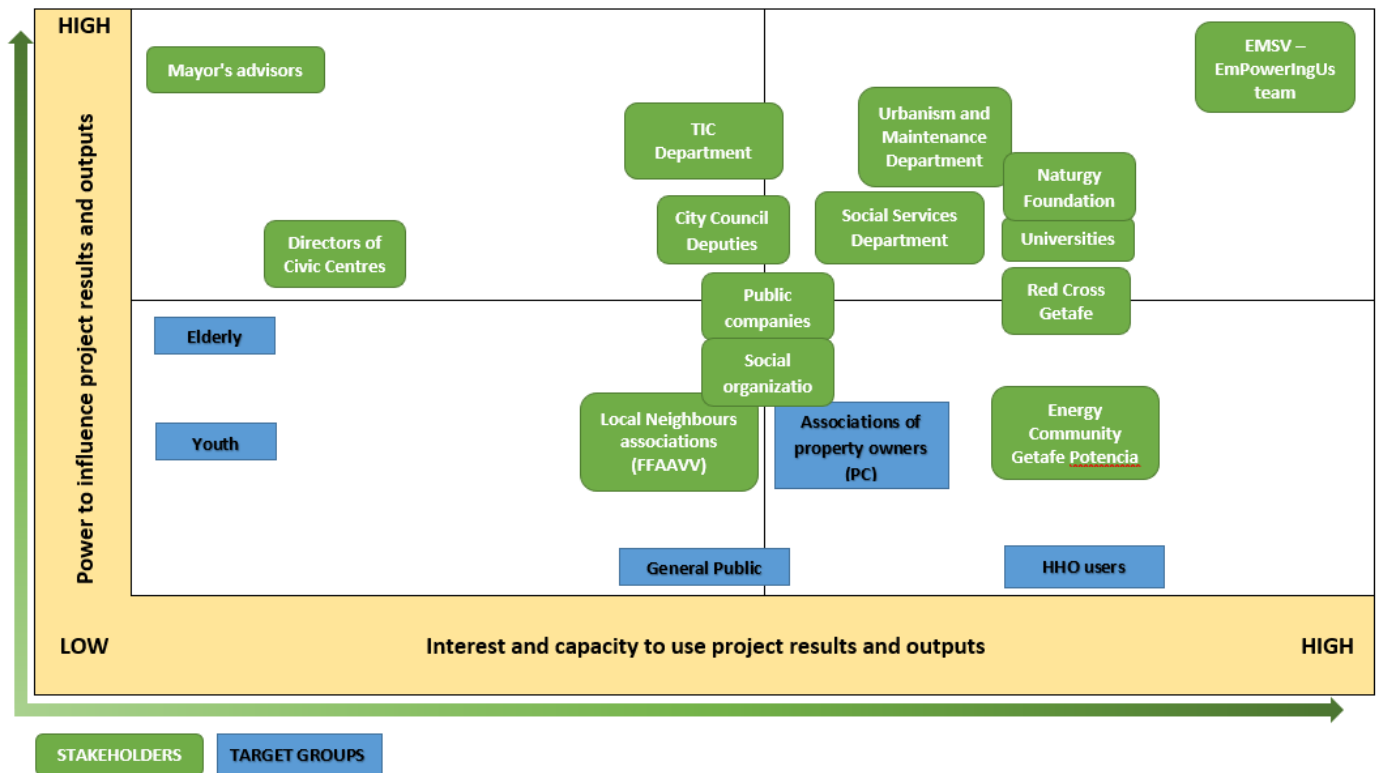 HIGH
Mayor's advisors
EMSV –
EmPowerIngUs
team
TIC
Department
Urbanism and
Maintenance
Department
Naturgy
Foundation
City Council
Deputies
Social Services
Department
Universities
Directors of
Civic Centres
Public
companies
Red Cross
Getafe
Elderly
Social
organizatio
Youth
Local Neighbours
associations
(FFAAVV)
Associations of
property owners
(PC)
Energy
Community
Getafe Potencia
General Public
HHO users
Power to influence project results and outputs
LOW
Interest and capacity to use project results and outputs
HIGH
STAKEHOLDERS
TARGET GROUPS